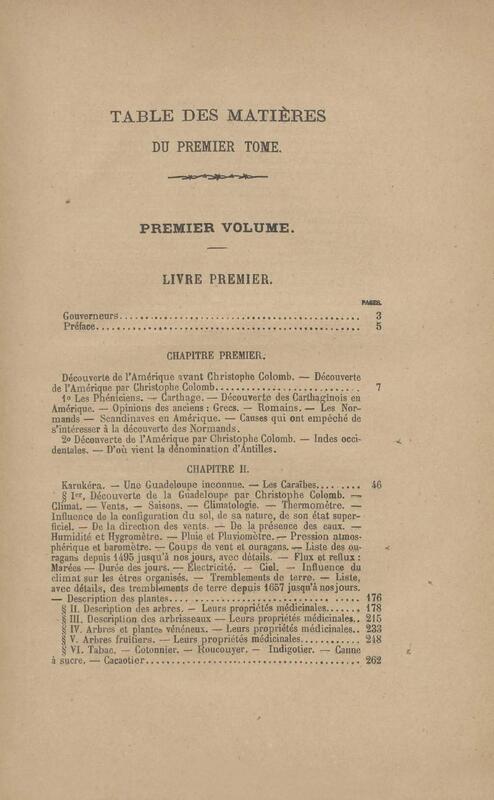 TABLE DES MATIÈRES
DU PREMIER TOME.
PREMIER VOLUME.
LIVRE PREMIER.
PAGES.
Gouverneurs........................................................ 3
Préface............................................................. 5
CHAPITRE PREMIER.
Découverte de l'Amérique avant Christophe Colomb. — Découverte
de l'Amérique par Christophe Colomb............................... 7
1o Les Phéniciens. — Carthage. — Découverte des Carthaginois en
Amérique. — Opinions des anciens : Grecs. — Romains. — Les Nor-
mands — Scandinaves en Amérique. — Causes qui ont empêché de
s'intéresser à la découverte des Normands.
2o Découverte de l'Amérique par Christophe Colomb. — Indes occi-
dentales. — D'où vient la dénomination d'Antilles.
CHAPITRE II.
Karukéra. — Une Guadeloupe inconnue. — Les Caraïbes........ 46
§ Ier. Découverte de la Guadeloupe par Christophe Colomb. —
Climat. — Vents. — Saisons. — Climatologie. — Thermomètre. —
Influence de la configuration du sol, de sa nature, de son état super-
ficiel. — De la direction des vents. — De la présence des eaux. —
Humidité et Hygromètre. — Pluie et Pluviomètre. — Pression atmos-
phérique et baromètre. — Coups de vent et ouragans. — Liste des ou-
ragans depuis 1495 jusqu'à nos jours, avec détails. — Flux et reflux :
Marées — Durée des jours. — Électricité. — Ciel. — Influence du
climat sur les êtres organisés. — Tremblements de terre. — Liste,
avec détails, des tremblements de terre depuis 1657 jusqu'à nos jours.
— Description des plantes........................................... 176
§ II. Description des arbres. — Leurs propriétés médicinales...... 178
§ III. Description des arbrisseaux — Leurs propriétés médicinales.. 215
§ IV. Arbres et plantes vénéneux. — Leurs propriétés médicinales.. 233
§ V. Arbres fruitiers. — Leurs propriétés médicinales............ 248
§ VI. Tabac. — Cotonnier. — Roucouyer. — Indigotier. — Canne
à sucre. — Cacaotier............................................... 262